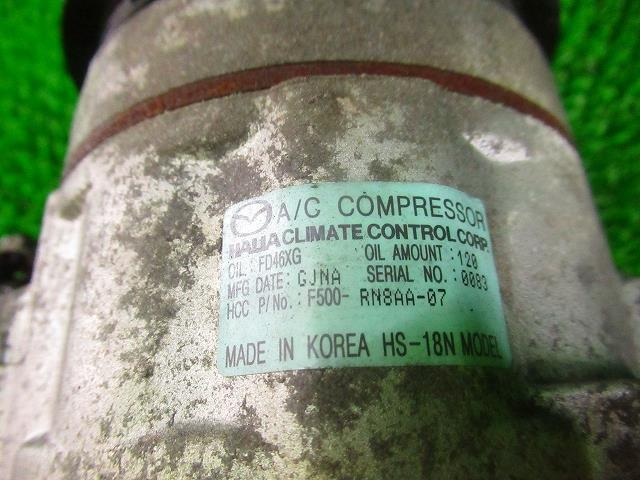 A/C COMPRESSOR
HALLA CLIMATE CONTROL CORP.
OIL : FD46XG OIL AMOUNT : 120
MFG DATE: GJNA SERIAL NO. : 0083
HCC P/No. : F500- RN8AA-07
MADE IN KOREA HS-18N MODEL